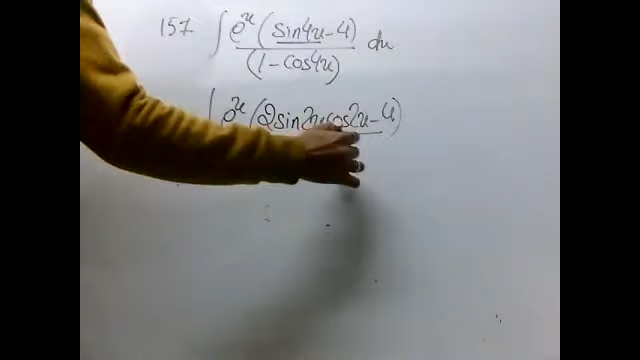 157 ∫ e^x (sin4x-4) / (1-cos4x) dx
∫ e^x (2sin2x cos2x-4)